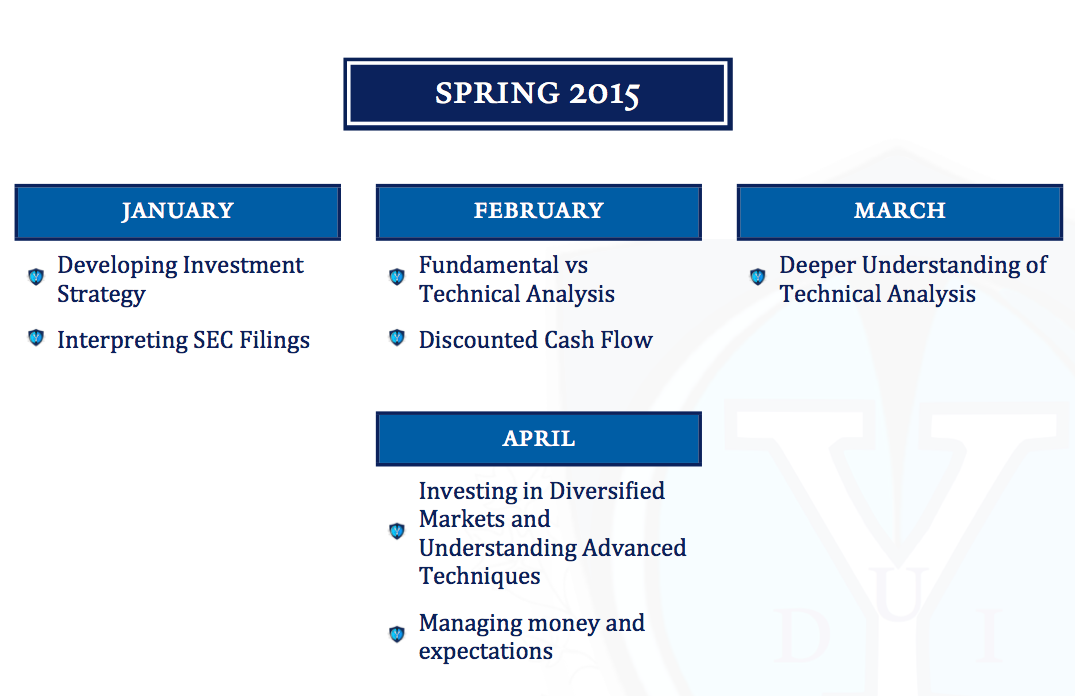 SPRING 2015
JANUARY
Developing Investment
Strategy
Interpreting SEC Filings
FEBRUARY
Fundamental vs
Technical Analysis
Discounted Cash Flow
MARCH
Deeper Understanding of
Technical Analysis
APRIL
Investing in Diversified
Markets and
Understanding Advanced
Techniques
Managing money and
expectations
Y
D U I